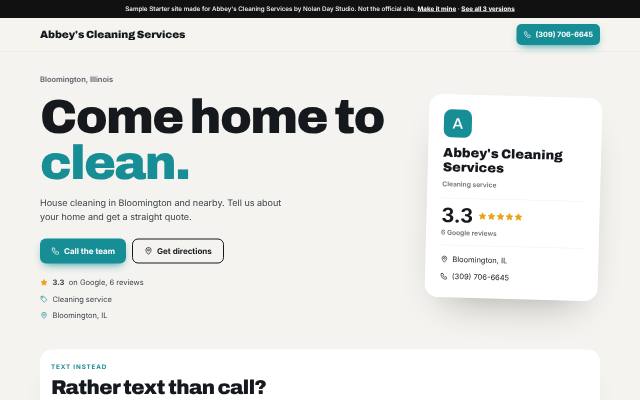 Sample Starter site made for Abbey's Cleaning Services by Nolan Day Studio. Not the official site. Make it mine · See all 3 versions
Abbey's Cleaning Services
(309) 706-6645
Bloomington, Illinois
Come home to
clean.
House cleaning in Bloomington and nearby. Tell us about
your home and get a straight quote.
Call the team
Get directions
3.3 on Google, 6 reviews
Cleaning service
Bloomington, IL
A
Abbey's Cleaning
Services
Cleaning service
3.3
6 Google reviews
Bloomington, IL
(309) 706-6645
TEXT INSTEAD
Rather text than call?